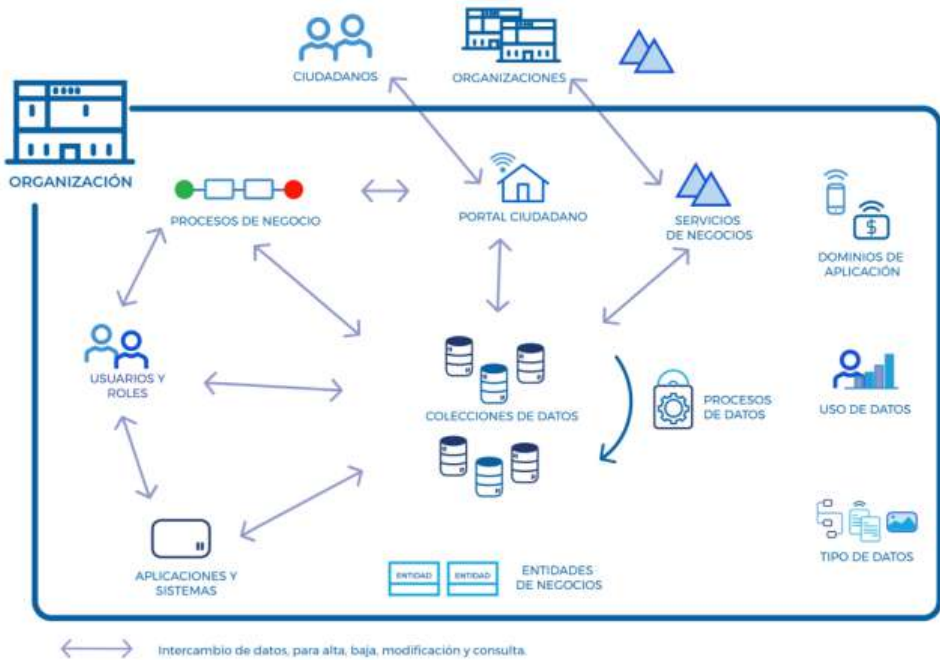 CIUDADANOS
ORGANIZACIONES
ORGANIZACIÓN
PROCESOS DE NEGOCIO
PORTAL CIUDADANO
SERVICIOS
DE NEGOCIOS
DOMINIOS DE
APLICACIÓN
$
USUARIOS Y
ROLES
COLECCIONES DE DATOS
PROCESOS
DE DATOS
USO DE DATOS
APLICACIONES Y
SISTEMAS
ENTIDAD
ENTIDAD
ENTIDADES
DE NEGOCIOS
TIPO DE DATOS
Intercambio de datos, para alta, baja, modificación y consulta.